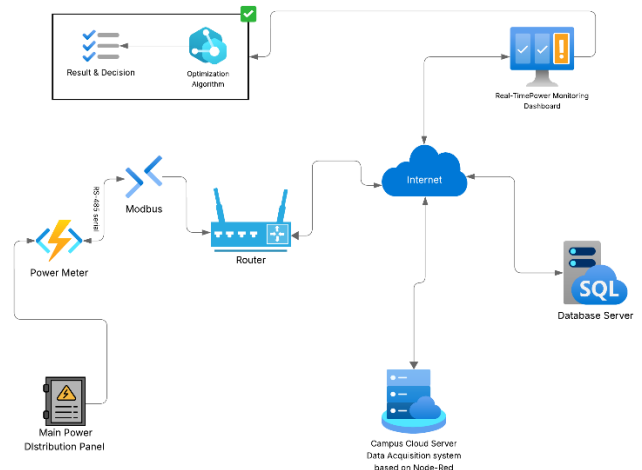 Result & Decision
Optimization
Algorithm
Real-TimePower Monitoring
Dashboard
Internet
RS-485 serial
Modbus
Router
Power Meter
SQL
Database Server
Main Power
Distribution Panel
Campus Cloud Server
Data Acquisition system
based on Node-Red